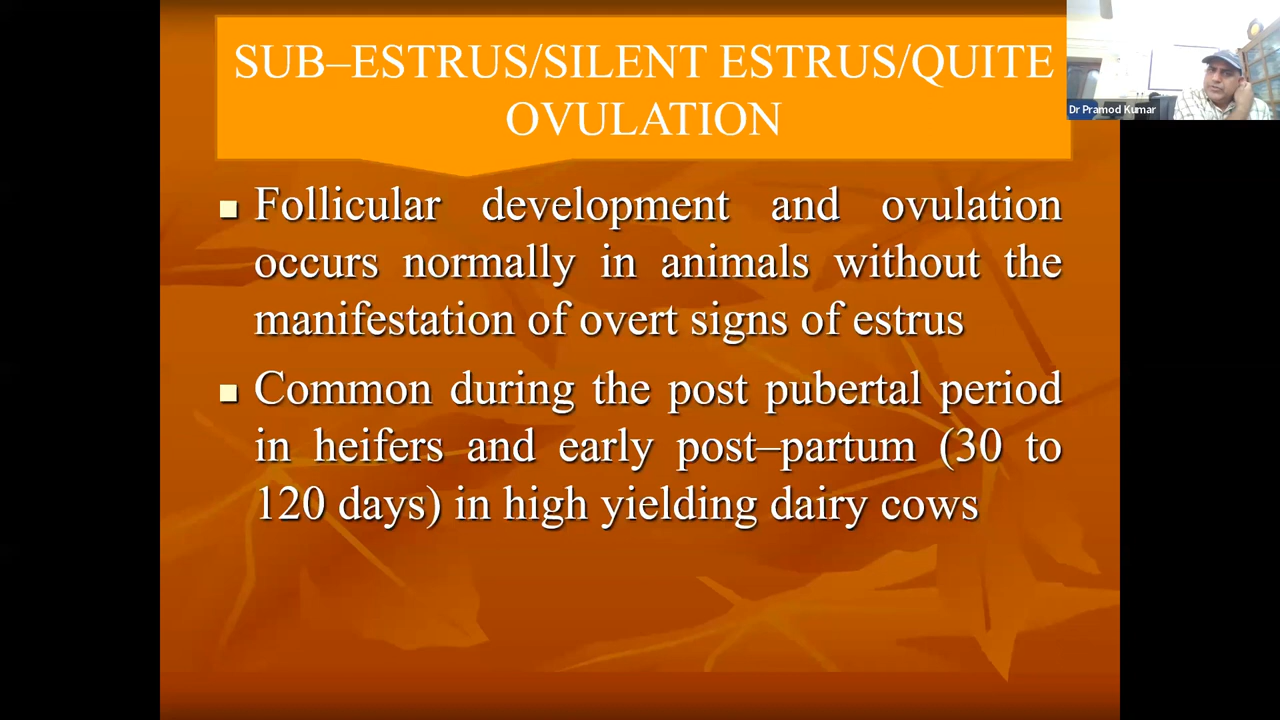 SUB–ESTRUS/SILENT ESTRUS/QUITE
OVULATION
Dr Pramod Kumar
Follicular development and ovulation
occurs normally in animals without the
manifestation of overt signs of estrus
Common during the post pubertal period
in heifers and early post–partum (30 to
120 days) in high yielding dairy cows